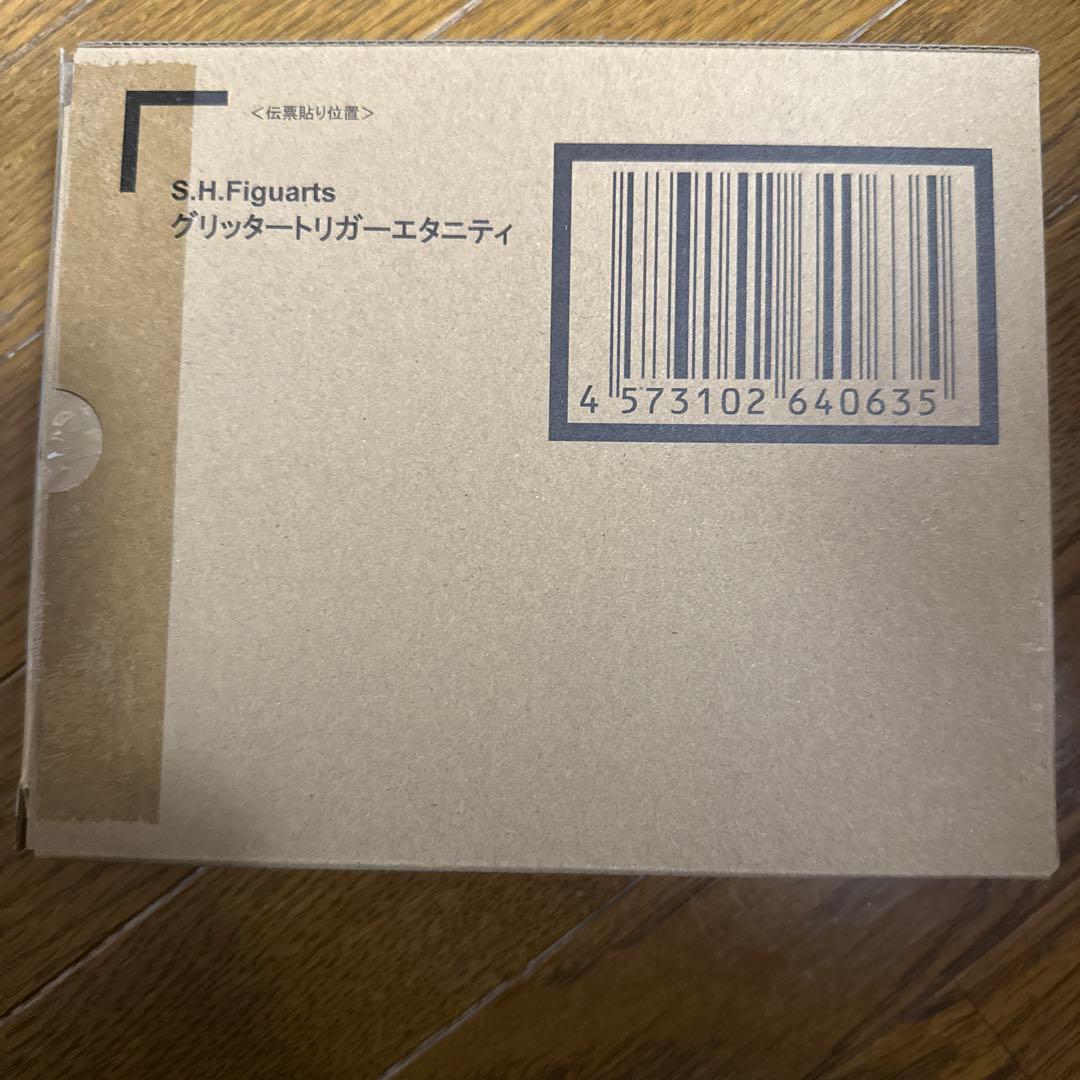 <伝票貼り位置>
S.H.Figuarts
グリッタートリガーエタニティ
4 573102 640635